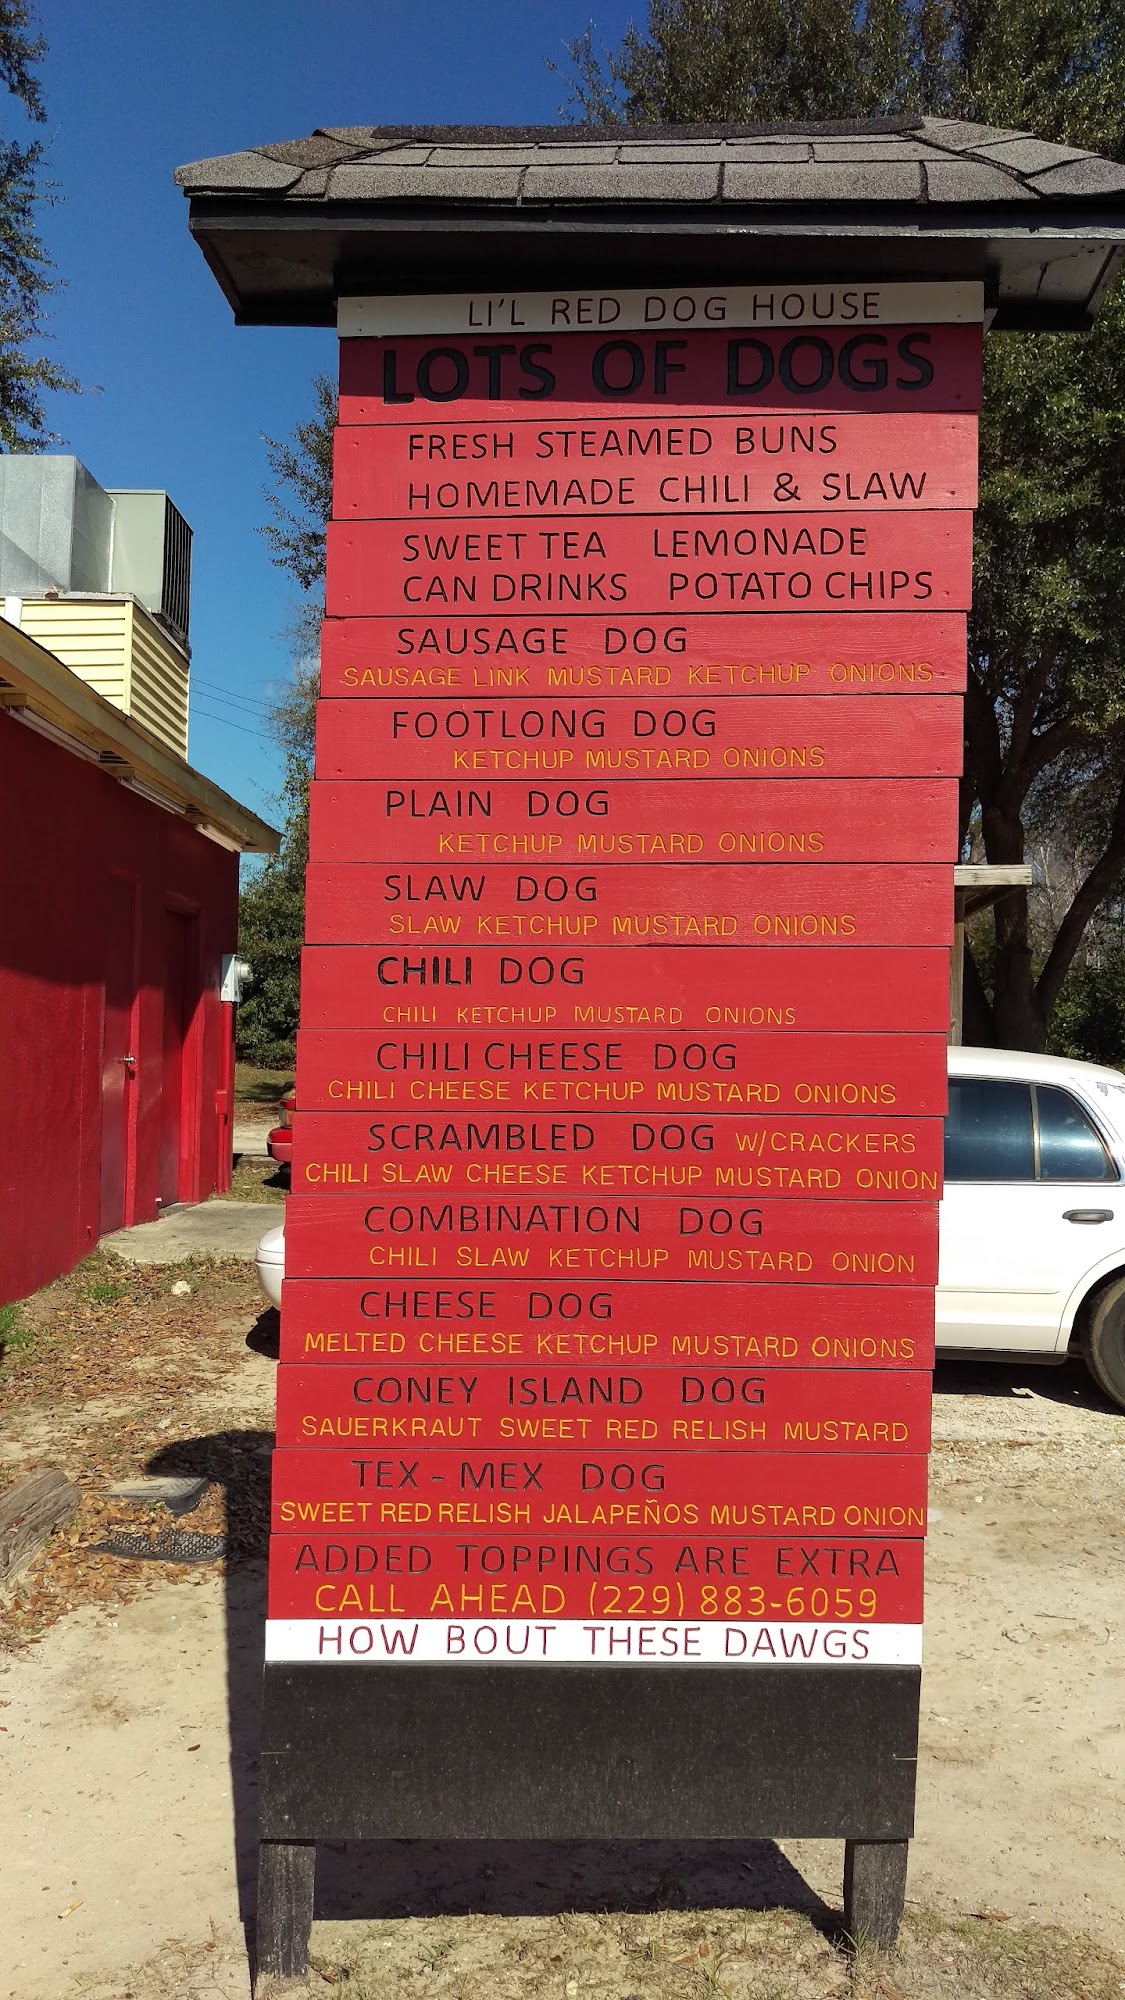 LI'L RED DOG HOUSE
LOTS OF DOGS
FRESH STEAMED BUNS
HOMEMADE CHILI & SLAW
SWEET TEA LEMONADE
CAN DRINKS POTATO CHIPS
SAUSAGE DOG
SAUSAGE LINK MUSTARD KETCHUP ONIONS
FOOTLONG DOG
KETCHUP MUSTARD ONIONS
PLAIN DOG
KETCHUP MUSTARD ONIONS
SLAW DOG
SLAW KETCHUP MUSTARD ONIONS
CHILI DOG
CHILI KETCHUP MUSTARD ONIONS
CHILI CHEESE DOG
CHILI CHEESE KETCHUP MUSTARD ONIONS
SCRAMBLED DOG W/CRACKERS
CHILI SLAW CHEESE KETCHUP MUSTARD ONION
COMBINATION DOG
CHILI SLAW KETCHUP MUSTARD ONION
CHEESE DOG
MELTED CHEESE KETCHUP MUSTARD ONIONS
CONEY ISLAND DOG
SAUERKRAUT SWEET RED RELISH MUSTARD
TEX-MEX DOG
SWEET RED RELISH JALAPEÑOS MUSTARD ONION
ADDED TOPPINGS ARE EXTRA
CALL AHEAD (229) 883-6059
HOW BOUT THESE DAWGS